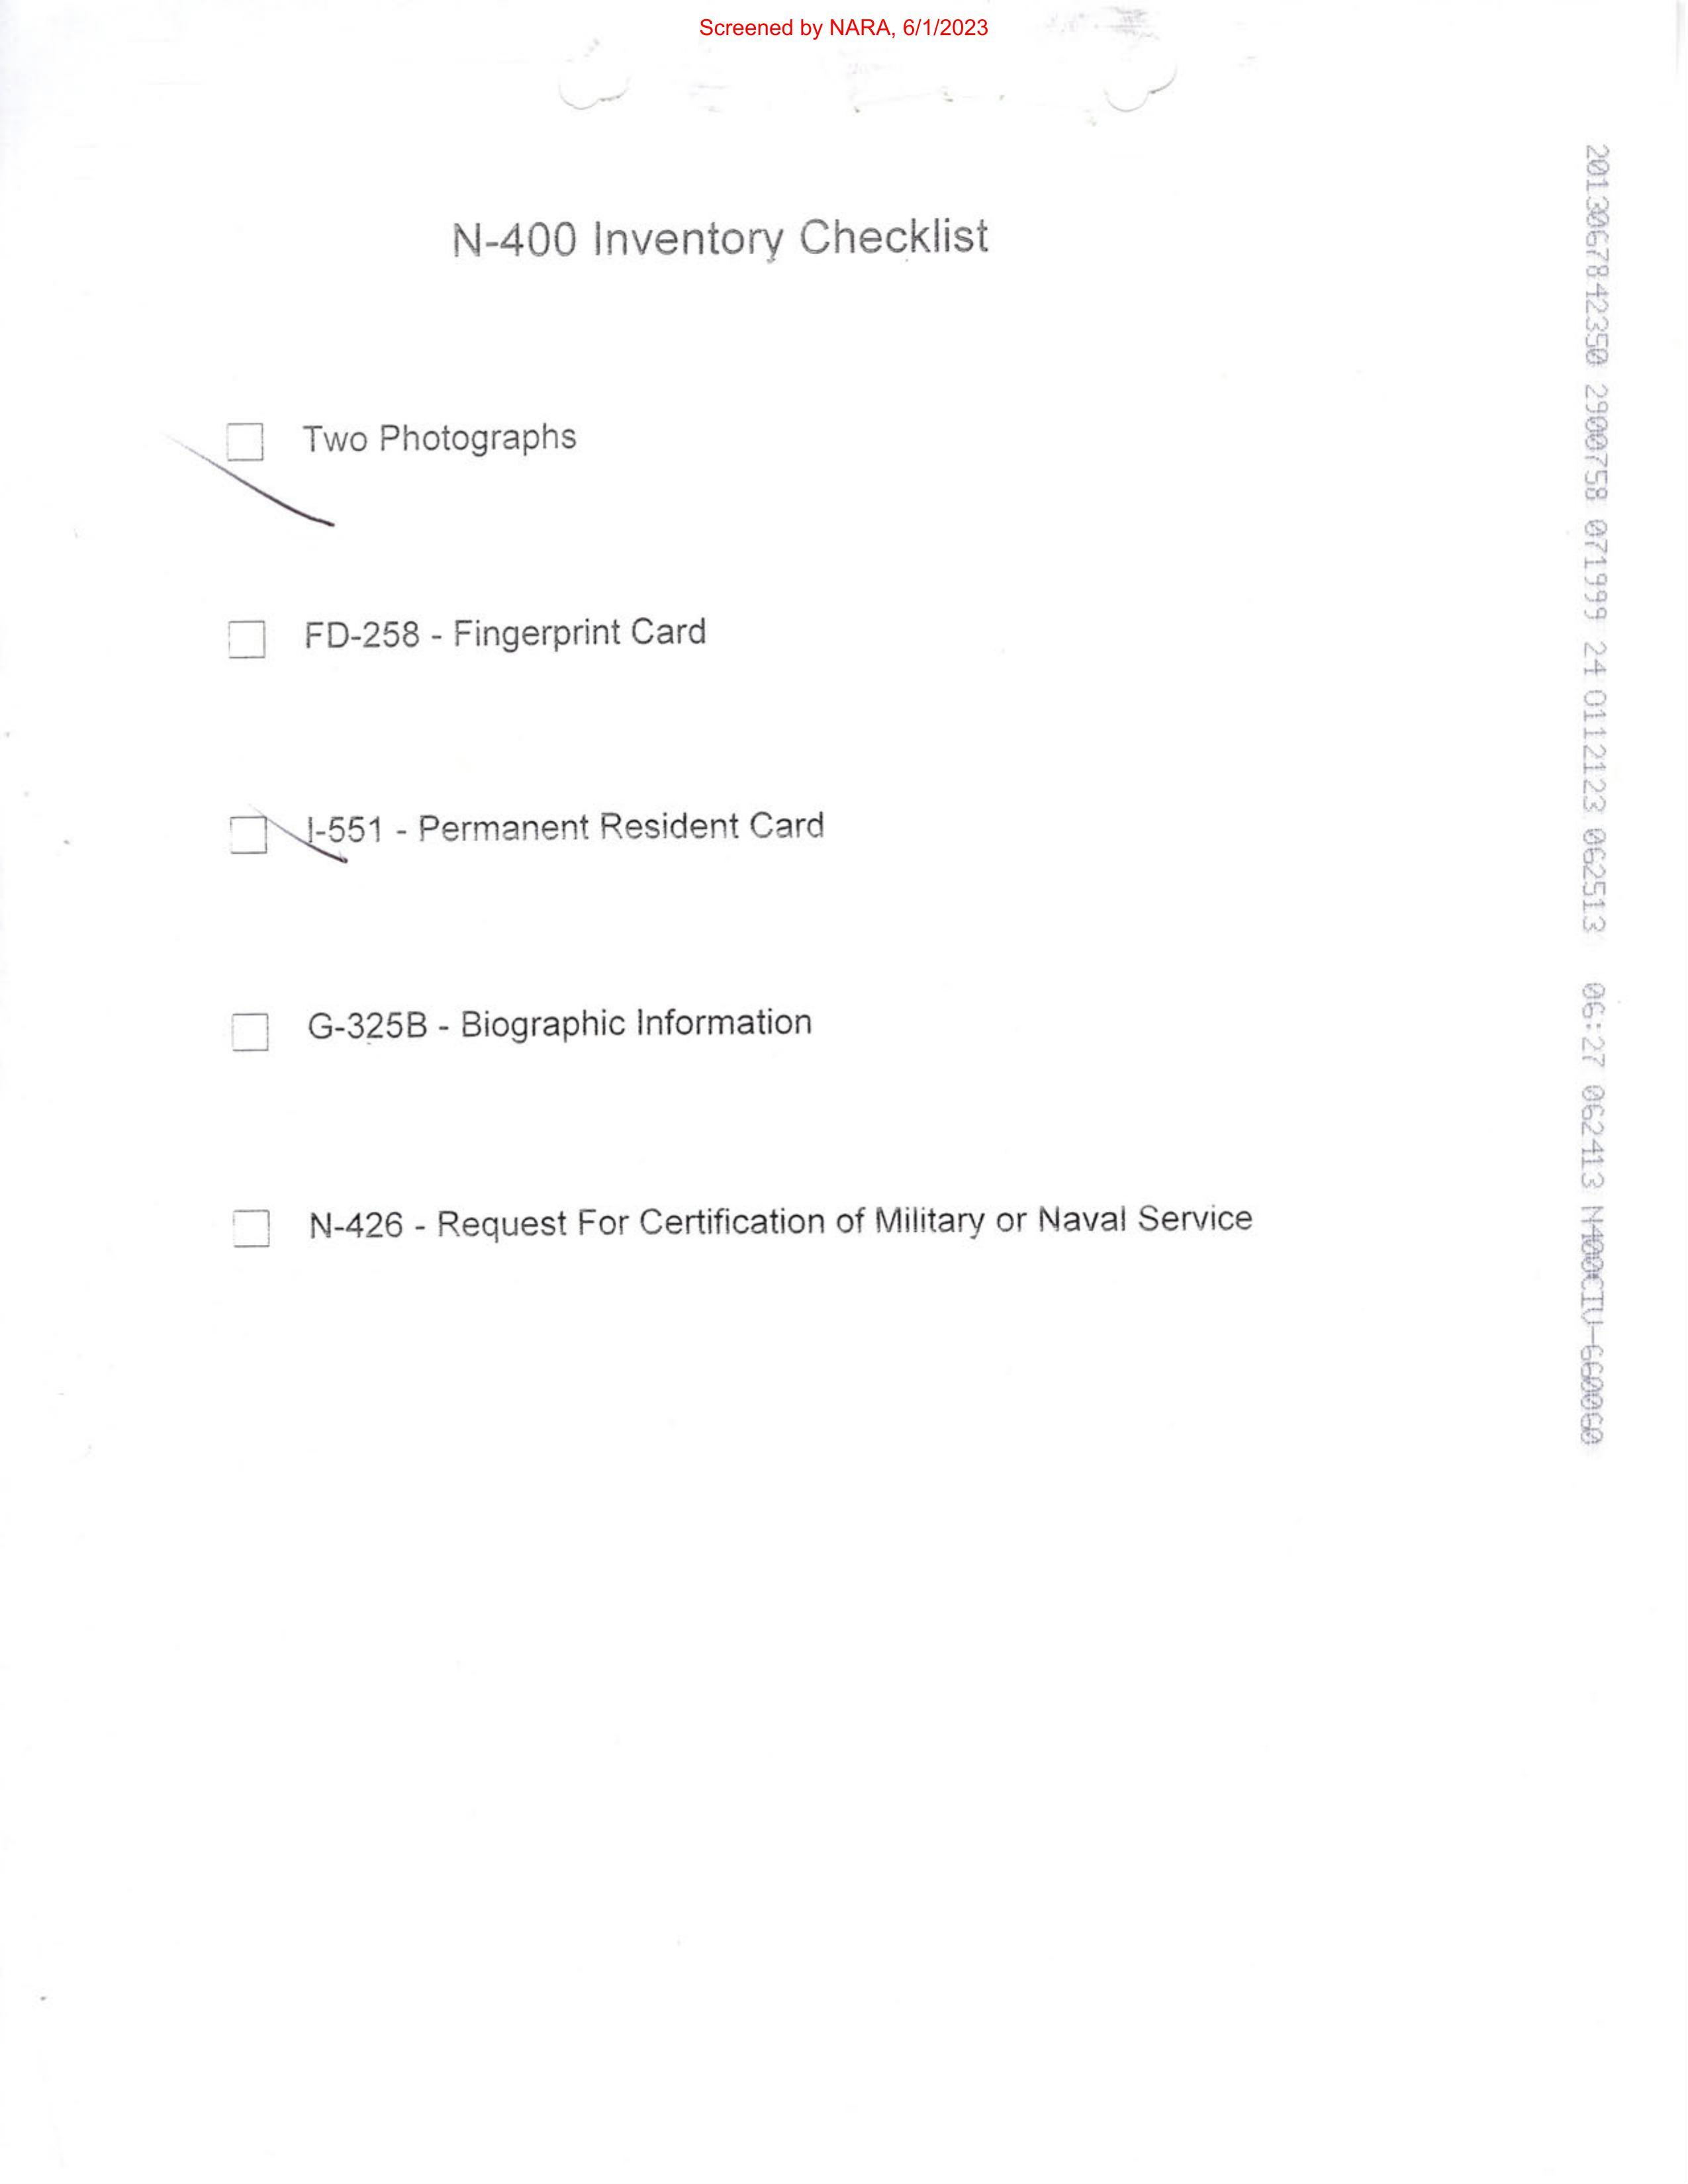 Screened by NARA, 6/1/2023
N-400 Inventory Checklist
Two Photographs
FD-258 - Fingerprint Card
I-551 - Permanent Resident Card
G-325B - Biographic Information
N-426 - Request For Certification of Military or Naval Service
2013067842350 2900758 071999 24 0112123 062513 06:27 062413 N400CIV-660060